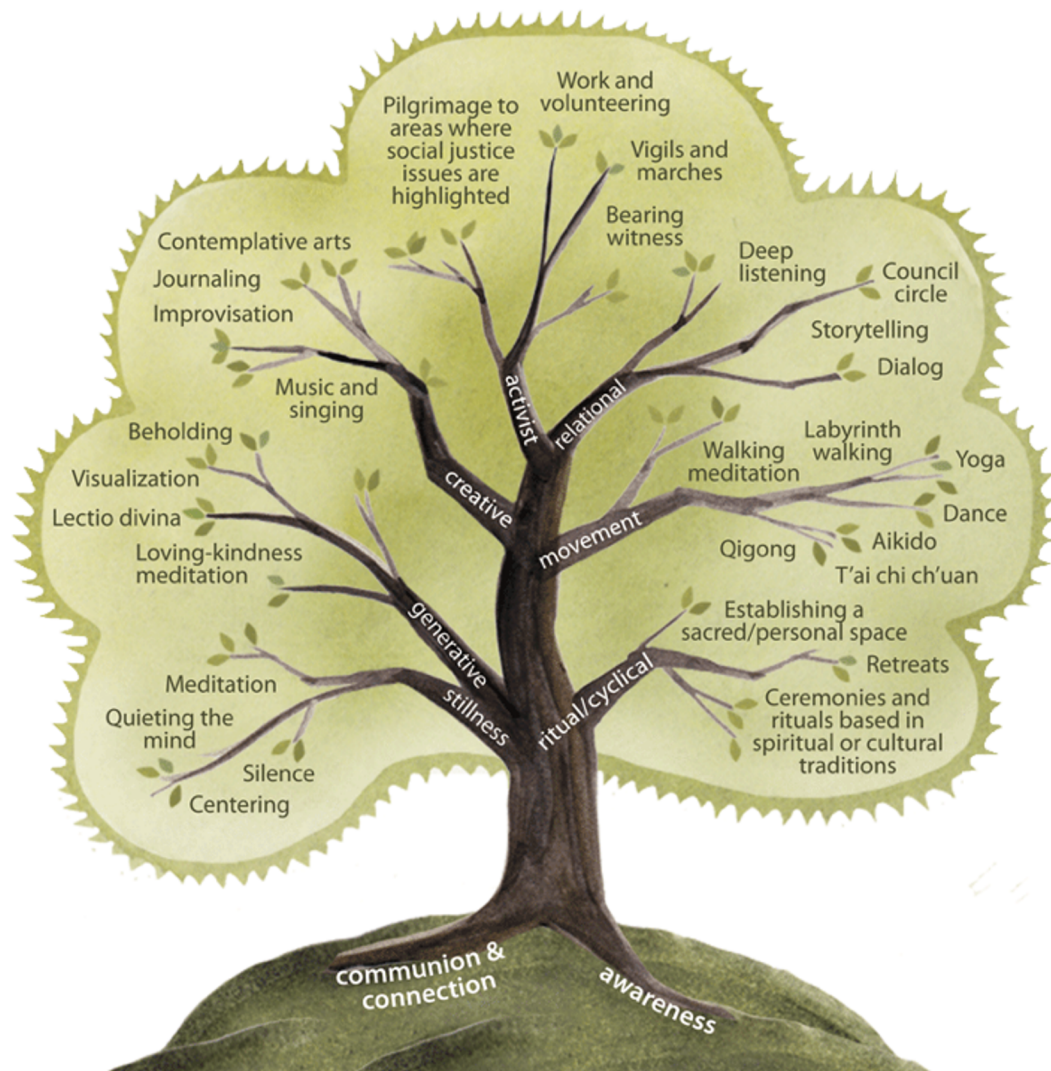 Work and
volunteering
Pilgrimage to
areas where
social justice
issues are
highlighted
Vigils and
marches
Bearing
witness
Deep
listening
Council
circle
Storytelling
Dialog
Contemplative arts
Journaling
Improvisation
Music and
singing
activist
relational
creative
movement
Walking
meditation
Labyrinth
walking
Yoga
Dance
Aikido
Qigong
T'ai chi ch'uan
Beholding
Visualization
Lectio divina
Loving-kindness
meditation
generative
stillness
ritual/cyclical
Establishing a
sacred/personal space
Retreats
Ceremonies and
rituals based in
spiritual or cultural
traditions
Meditation
Quieting the
mind
Silence
Centering
communion &
connection
awareness